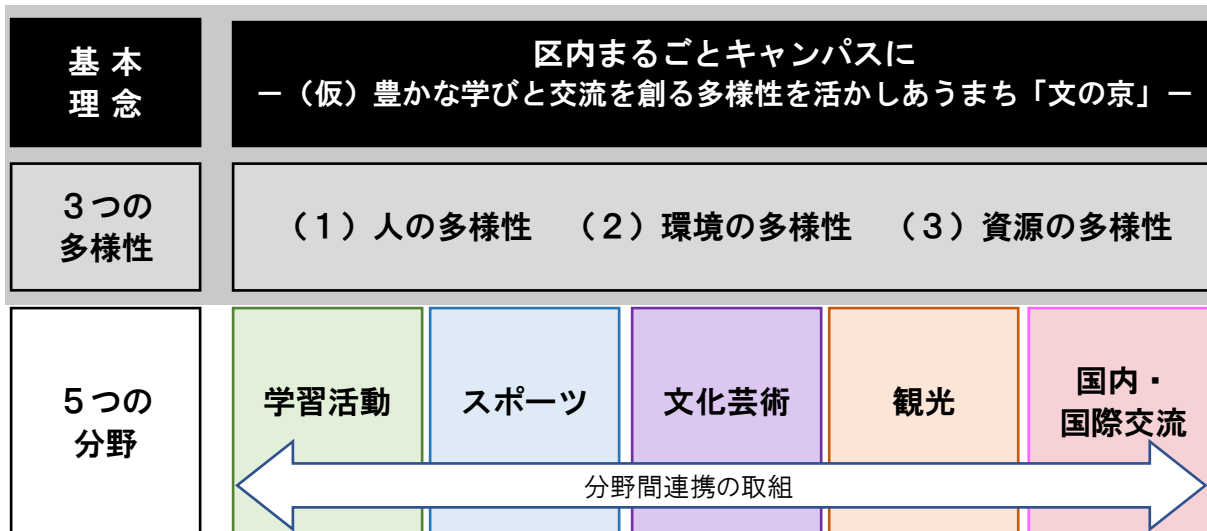 基本
理念
区内まるごとキャンパスに
－（仮）豊かな学びと交流を創る多様性を活かしあうまち「文の京」－
３つの
多様性
（１）人の多様性　（２）環境の多様性　（３）資源の多様性
５つの
分野
学習活動
スポーツ
文化芸術
観光
国内・
国際交流
分野間連携の取組